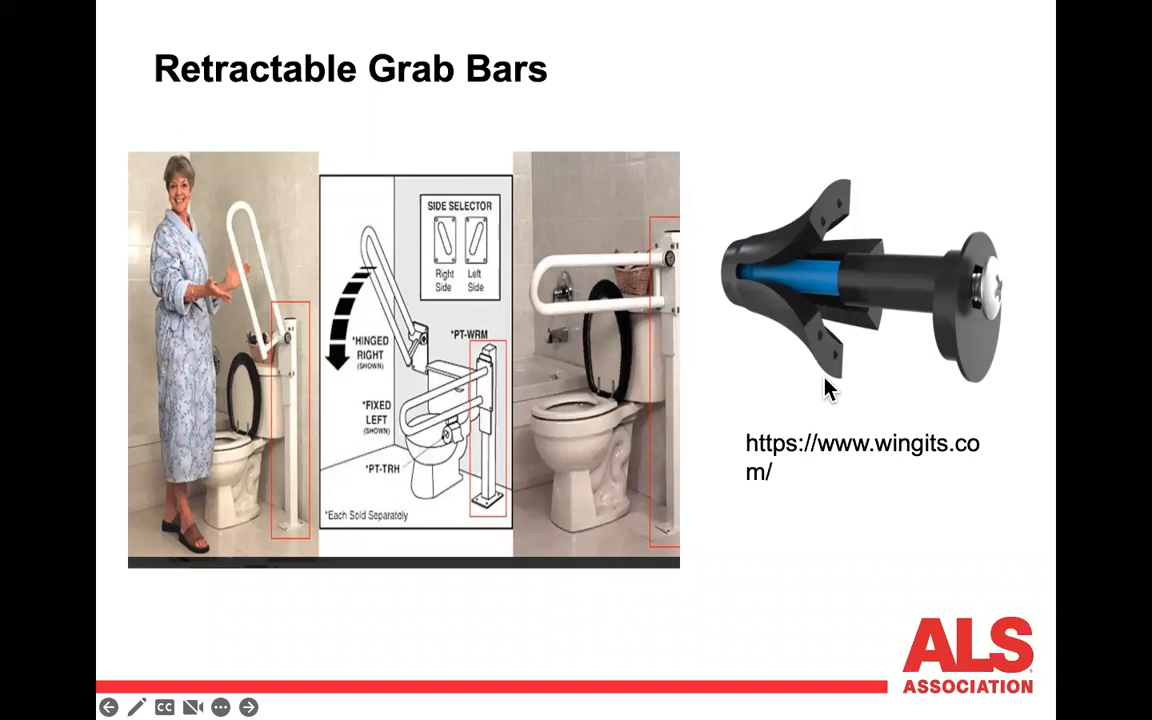 Retractable Grab Bars
SIDE SELECTOR
Right
Side
Left
Side
*PT-WRM
*HINGED
RIGHT
(SHOWN)
*FIXED
LEFT
(SHOWN)
*PT-TRH
*Each Sold Separately
https://www.wingits.co
m/
ALS
ASSOCIATION
CC